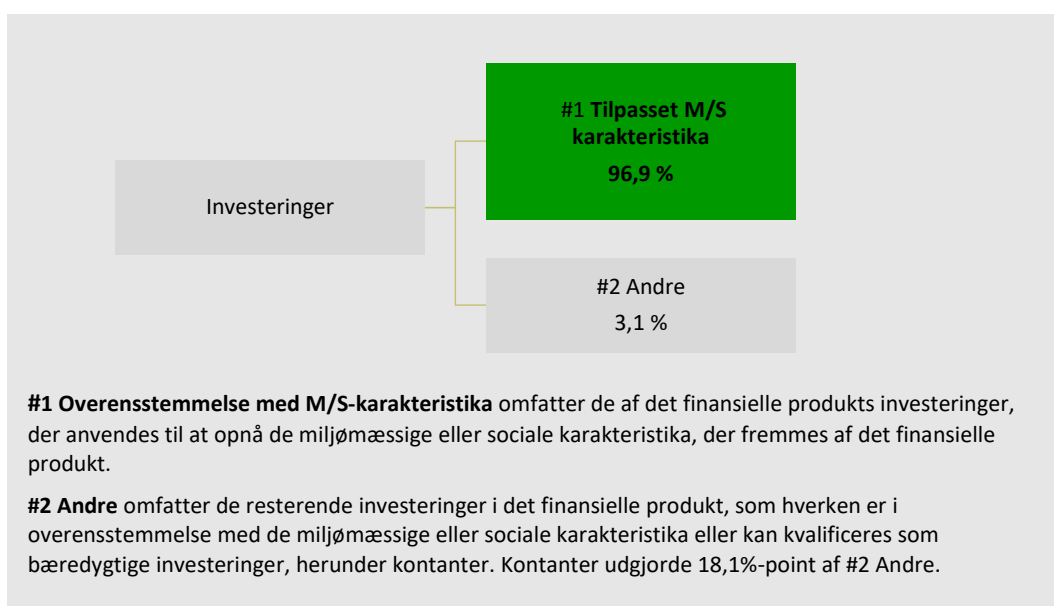 #1 Tilpasset M/S
karakteristika
96,9 %
Investeringer
#2 Andre
3,1 %
#1 Overensstemmelse med M/S-karakteristika omfatter de af det finansielle produkts investeringer,
der anvendes til at opnå de miljømæssige eller sociale karakteristika, der fremmes af det finansielle
produkt.
#2 Andre omfatter de resterende investeringer i det finansielle produkt, som hverken er i
overensstemmelse med de miljømæssige eller sociale karakteristika eller kan kvalificeres som
bæredygtige investeringer, herunder kontanter. Kontanter udgjorde 18,1%-point af #2 Andre.